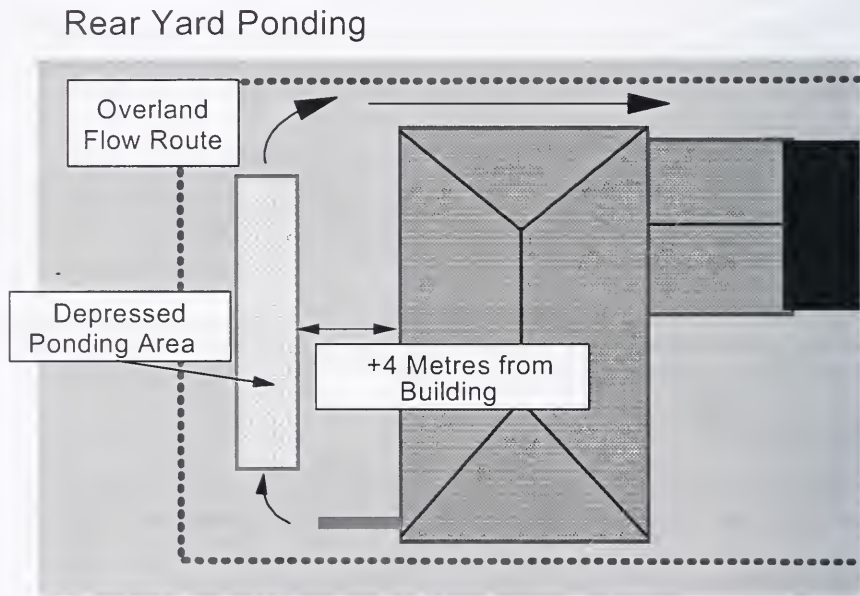 Rear Yard Ponding
Overland
Flow Route
Depressed
Ponding Area
+4 Metres from
Building